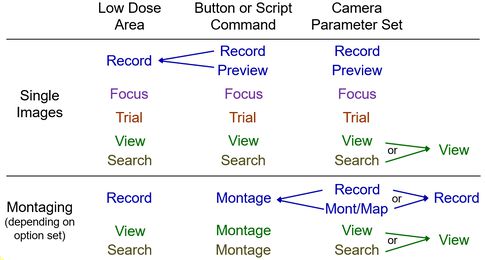 Low Dose Area Button or Script Command Camera Parameter Set
Single Images
Record Record Record
Preview Preview
Focus Focus Focus
Trial Trial Trial
View View View or View
Search Search Search
Montaging (depending on option set)
Record Montage Record or Record
Mont/Map
View Montage View or View
Search Montage Search